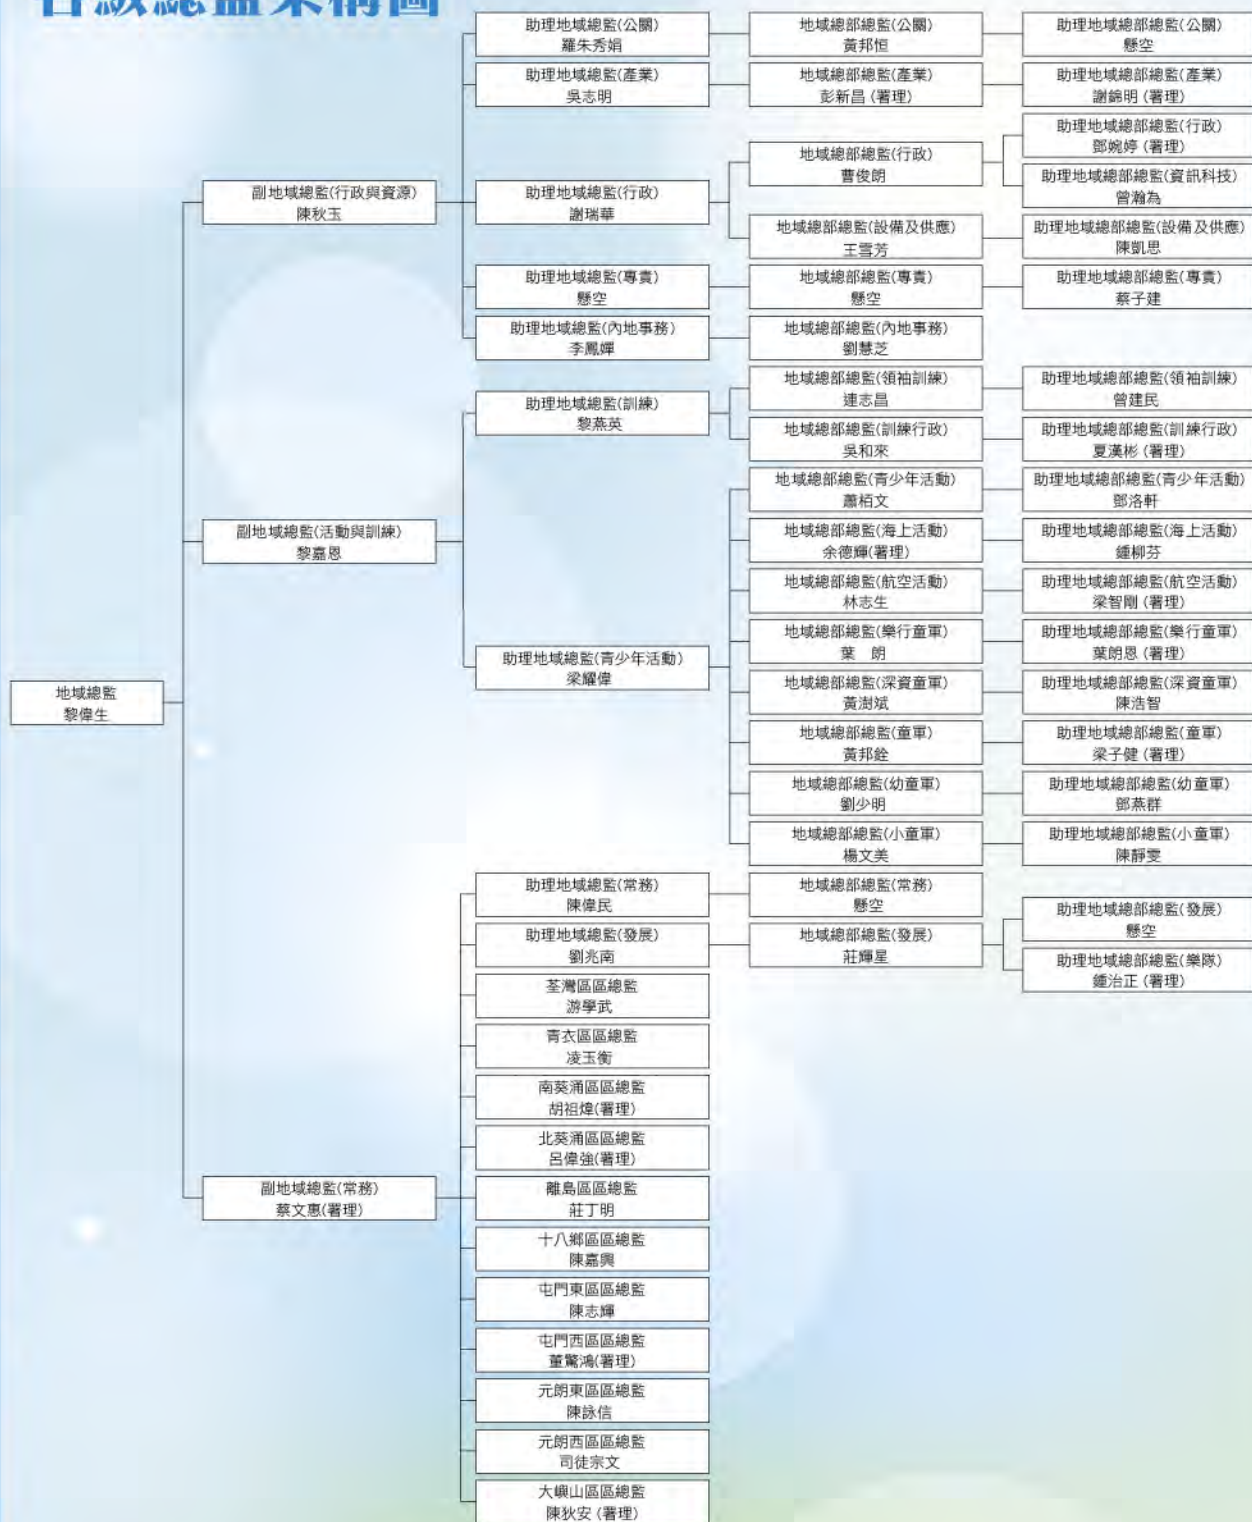 各級總監架構圖
助理地域總監(公關)
羅朱秀娟
地域總部總監(公關)
黃邦恒
助理地域總部總監(公關)
懸空
助理地域總監(產業)
吳志明
地域總部總監(產業)
彭新昌 (署理)
助理地域總部總監(產業)
謝錦明 (署理)
副地域總監(行政與資源)
陳秋玉
助理地域總監(行政)
謝瑞華
地域總部總監(行政)
曹俊朗
助理地域總部總監(行政)
鄧婉婷 (署理)
助理地域總部總監(資訊科技)
曾瀚為
地域總部總監(設備及供應)
王雪芳
助理地域總部總監(設備及供應)
陳凱思
助理地域總監(專責)
懸空
地域總部總監(專責)
懸空
助理地域總部總監(專責)
蔡子建
助理地域總監(內地事務)
李鳳嬋
地域總部總監(內地事務)
劉慧芝
助理地域總監(訓練)
黎燕英
地域總部總監(領袖訓練)
連志昌
助理地域總部總監(領袖訓練)
曾建民
地域總部總監(訓練行政)
吳和來
助理地域總部總監(訓練行政)
夏漢彬 (署理)
副地域總監(活動與訓練)
黎嘉恩
地域總部總監(青少年活動)
蕭栢文
助理地域總部總監(青少年活動)
鄧洛軒
地域總部總監(海上活動)
余德輝(署理)
助理地域總部總監(海上活動)
鍾柳芬
地域總部總監(航空活動)
林志生
助理地域總部總監(航空活動)
梁智剛 (署理)
助理地域總監(青少年活動)
梁耀偉
地域總部總監(樂行童軍)
葉　朗
助理地域總部總監(樂行童軍)
葉朗恩 (署理)
地域總部總監(深資童軍)
黃澍斌
助理地域總部總監(深資童軍)
陳浩智
地域總監
黎偉生
地域總部總監(童軍)
黃邦銓
助理地域總部總監(童軍)
梁子健 (署理)
地域總部總監(幼童軍)
劉少明
助理地域總部總監(幼童軍)
鄧燕群
地域總部總監(小童軍)
楊文美
助理地域總部總監(小童軍)
陳靜雯
助理地域總監(常務)
陳偉民
地域總部總監(常務)
懸空
助理地域總監(發展)
劉兆南
地域總部總監(發展)
莊輝星
助理地域總部總監(發展)
懸空
助理地域總部總監(樂隊)
鍾治正 (署理)
荃灣區區總監
游學武
青衣區區總監
凌玉衡
南葵涌區區總監
胡祖煒(署理)
北葵涌區區總監
呂偉強(署理)
副地域總監(常務)
蔡文惠(署理)
離島區區總監
莊丁明
十八鄉區區總監
陳嘉興
屯門東區區總監
陳志輝
屯門西區區總監
董驚鴻(署理)
元朗東區區總監
陳詠信
元朗西區區總監
司徒宗文
大嶼山區區總監
陳狄安 (署理)